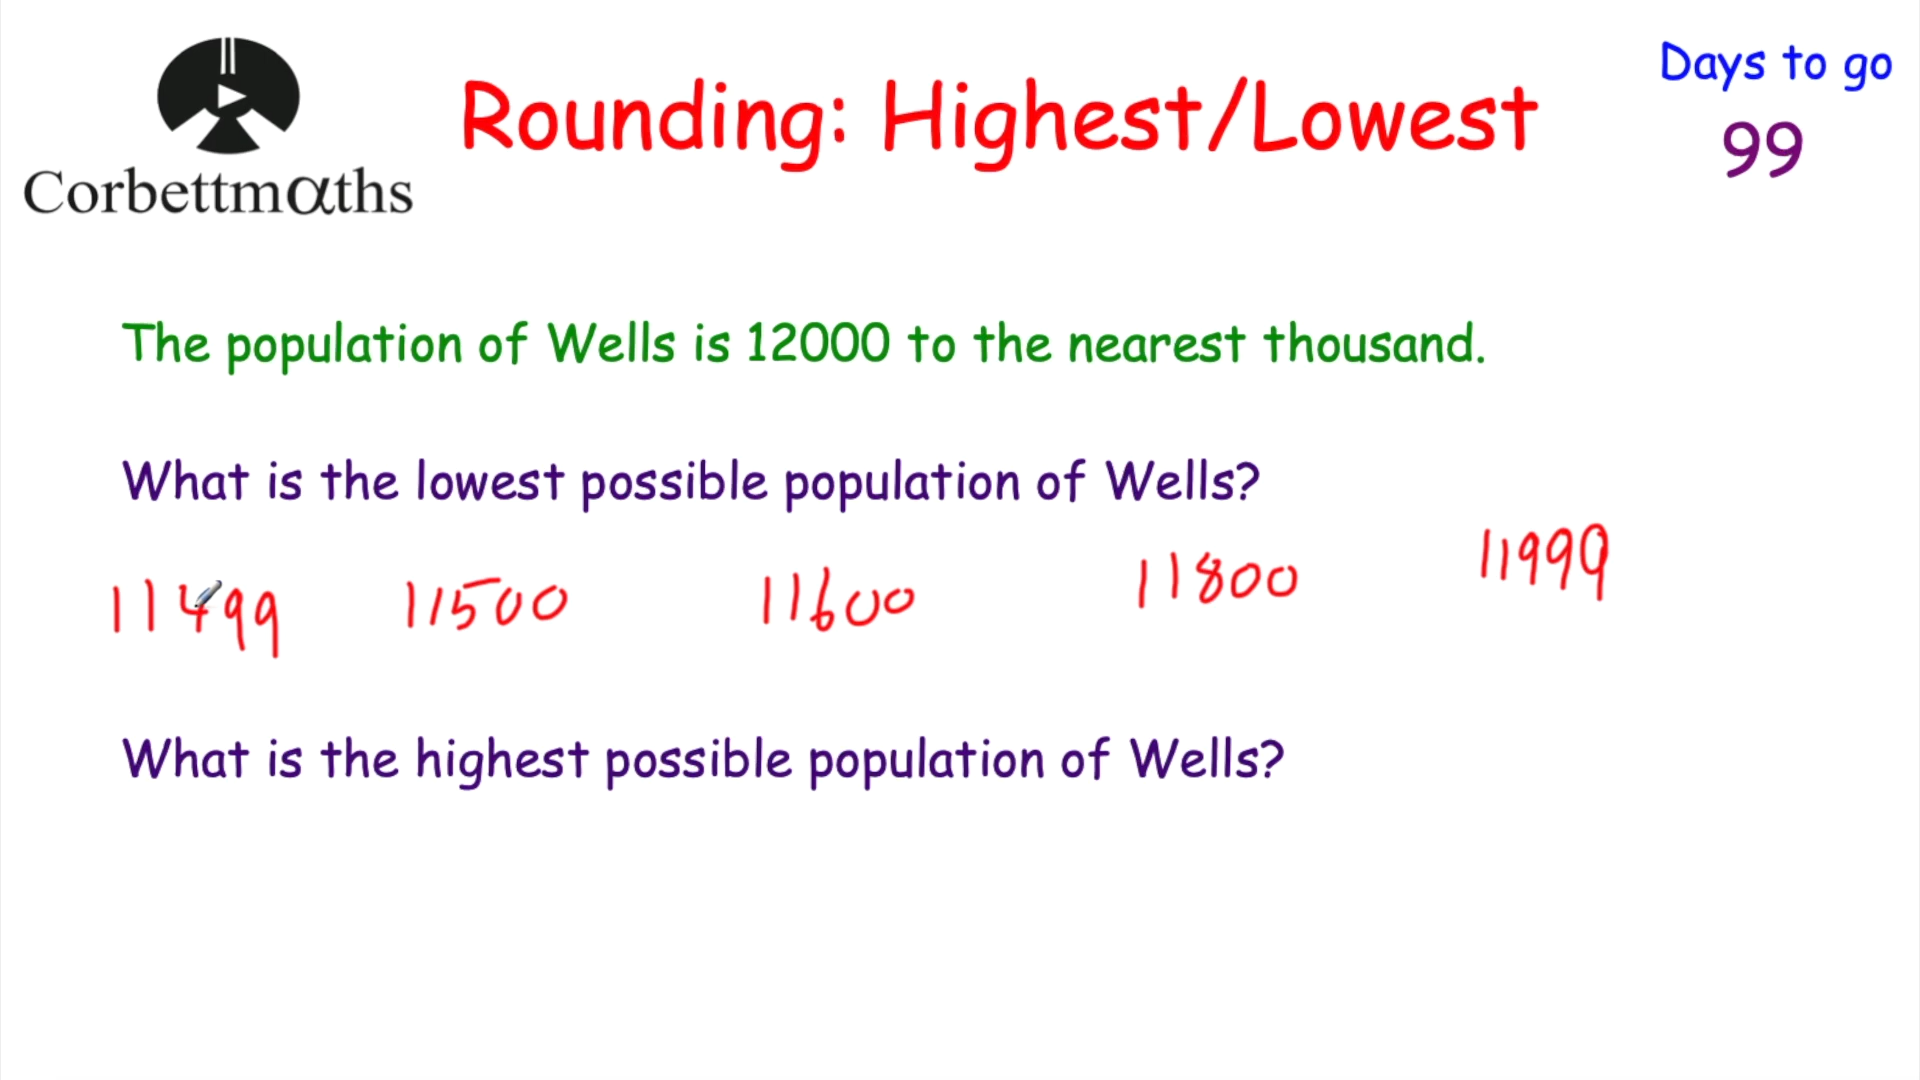 Corbettmαths
Rounding: Highest/Lowest
Days to go
99
The population of Wells is 12000 to the nearest thousand.
What is the lowest possible population of Wells?
11499 11500 11600 11800 11999
What is the highest possible population of Wells?